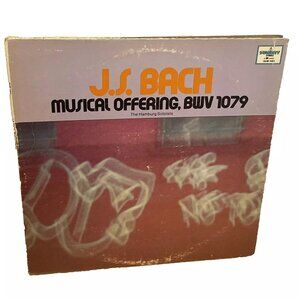 J.S. BACH
MUSICAL OFFERING, BWV 1079
The Hamburg Soloists